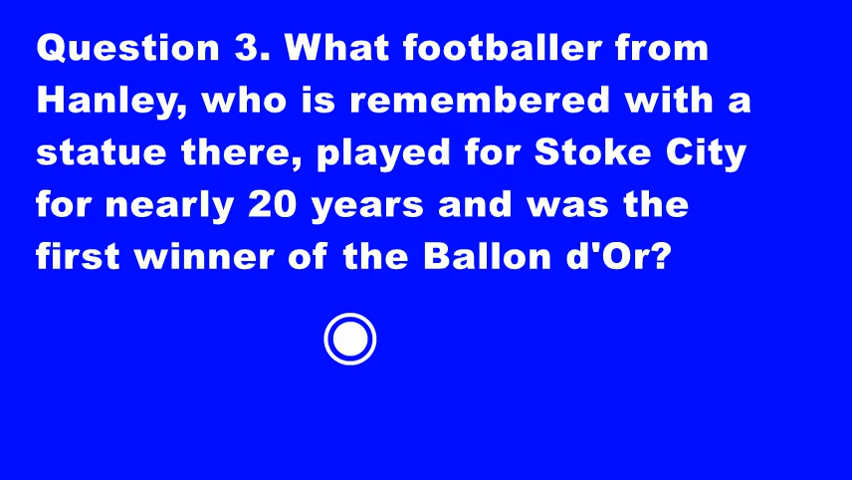 Question 3. What footballer from
Hanley, who is remembered with a
statue there, played for Stoke City
for nearly 20 years and was the
first winner of the Ballon d'Or?